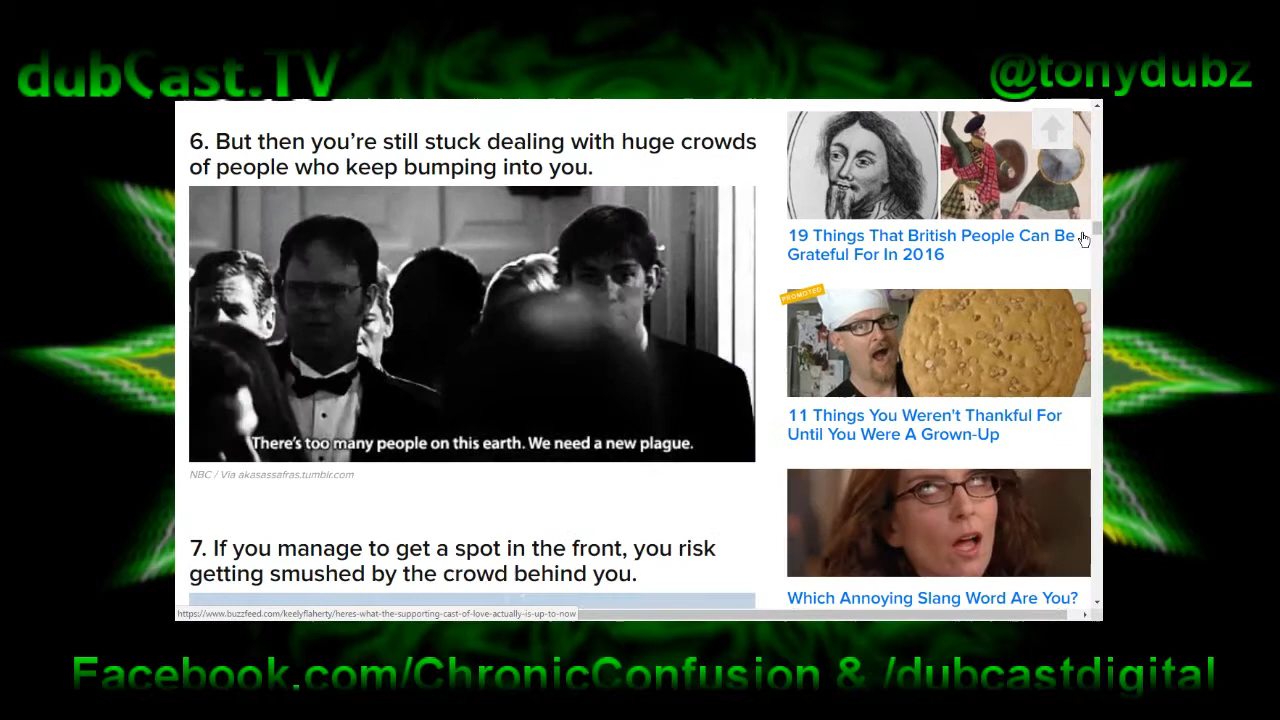 dubCast.TV
@tonydubz
6. But then you're still stuck dealing with huge crowds
of people who keep bumping into you.
There's too many people on this earth. We need a new plague.
NBC / Via akasassafras.tumblr.com
7. If you manage to get a spot in the front, you risk
getting smushed by the crowd behind you.
https://www.buzzfeed.com/keelyflaherty/heres-what-the-supporting-cast-of-love-actually-is-up-to-now
19 Things That British People Can Be
Grateful For In 2016
PROMOTED
11 Things You Weren't Thankful For
Until You Were A Grown-Up
Which Annoying Slang Word Are You?
Facebook.com/ChronicConfusion & /dubcastdigital